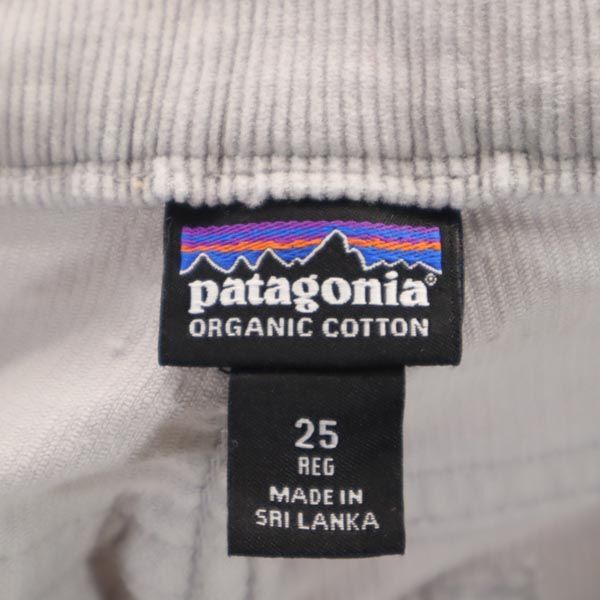 patagonia®
ORGANIC COTTON
25
REG
MADE IN
SRI LANKA